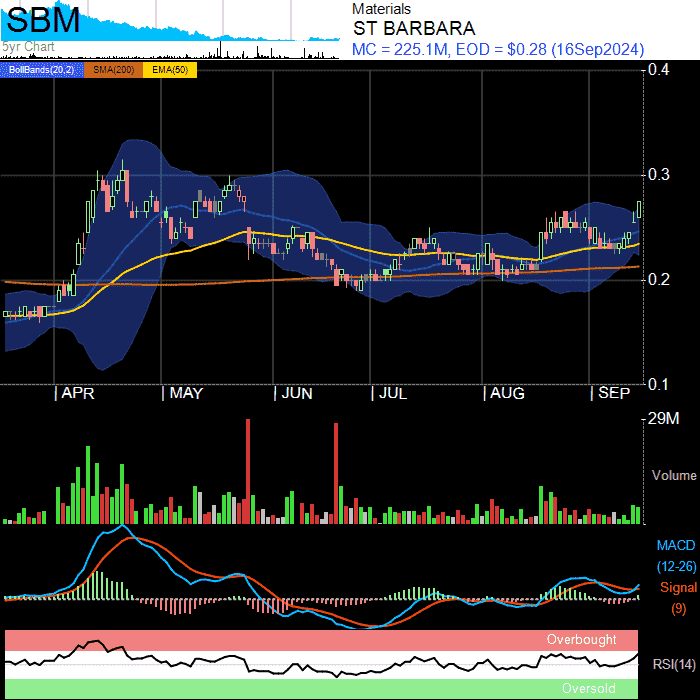 SBM
5yr Chart
Materials
ST BARBARA
MC = 225.1M, EOD = $0.28 (16Sep2024)
BollBands(20,2) SMA(200) EMA(50)
0.4
0.3
0.2
0.1
APR MAY JUN JUL AUG SEP
29M
Volume
MACD
(12-26)
Signal
(9)
Overbought
RSI(14)
Oversold